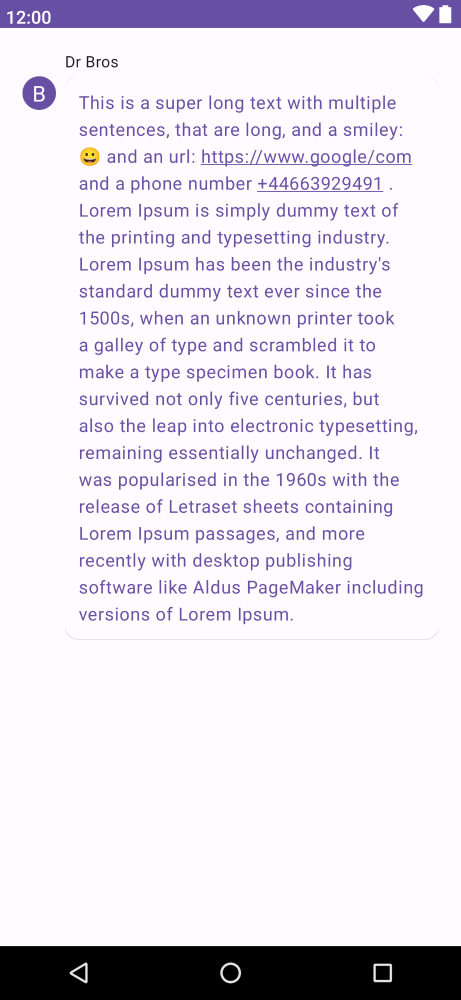 12:00
Dr Bros
B
This is a super long text with multiple
sentences, that are long, and a smiley:
😀 and an url: https://www.google/com
and a phone number +44663929491 .
Lorem Ipsum is simply dummy text of
the printing and typesetting industry.
Lorem Ipsum has been the industry's
standard dummy text ever since the
1500s, when an unknown printer took
a galley of type and scrambled it to
make a type specimen book. It has
survived not only five centuries, but
also the leap into electronic typesetting,
remaining essentially unchanged. It
was popularised in the 1960s with the
release of Letraset sheets containing
Lorem Ipsum passages, and more
recently with desktop publishing
software like Aldus PageMaker including
versions of Lorem Ipsum.